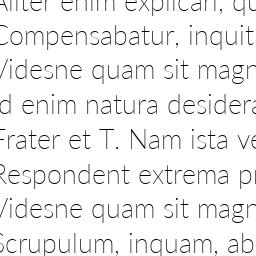 Aliter enim explicari, qu
Compensabatur, inquit
Videsne quam sit magn
Id enim natura desidera
Frater et T. Nam ista ve
Respondent extrema pr
Videsne quam sit magn
Scrupulum, inquam, ab